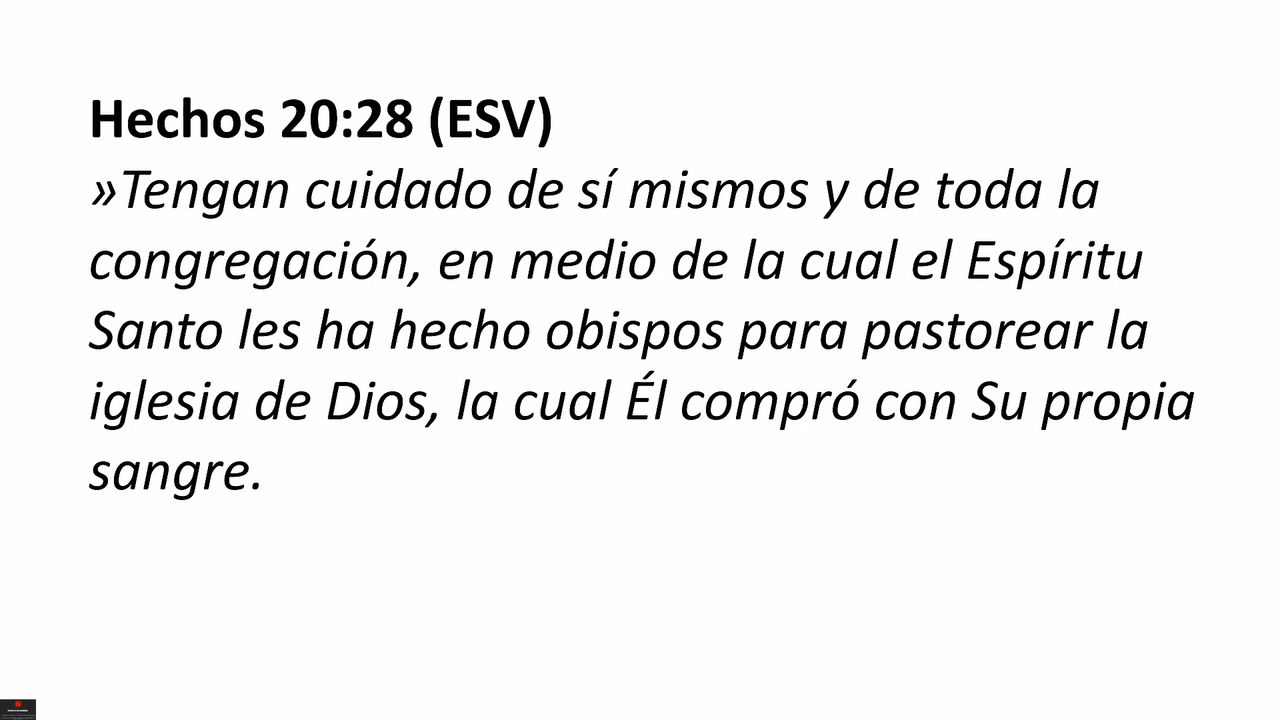 Hechos 20:28 (ESV)
»Tengan cuidado de sí mismos y de toda la
congregación, en medio de la cual el Espíritu
Santo les ha hecho obispos para pastorear la
iglesia de Dios, la cual Él compró con Su propia
sangre.